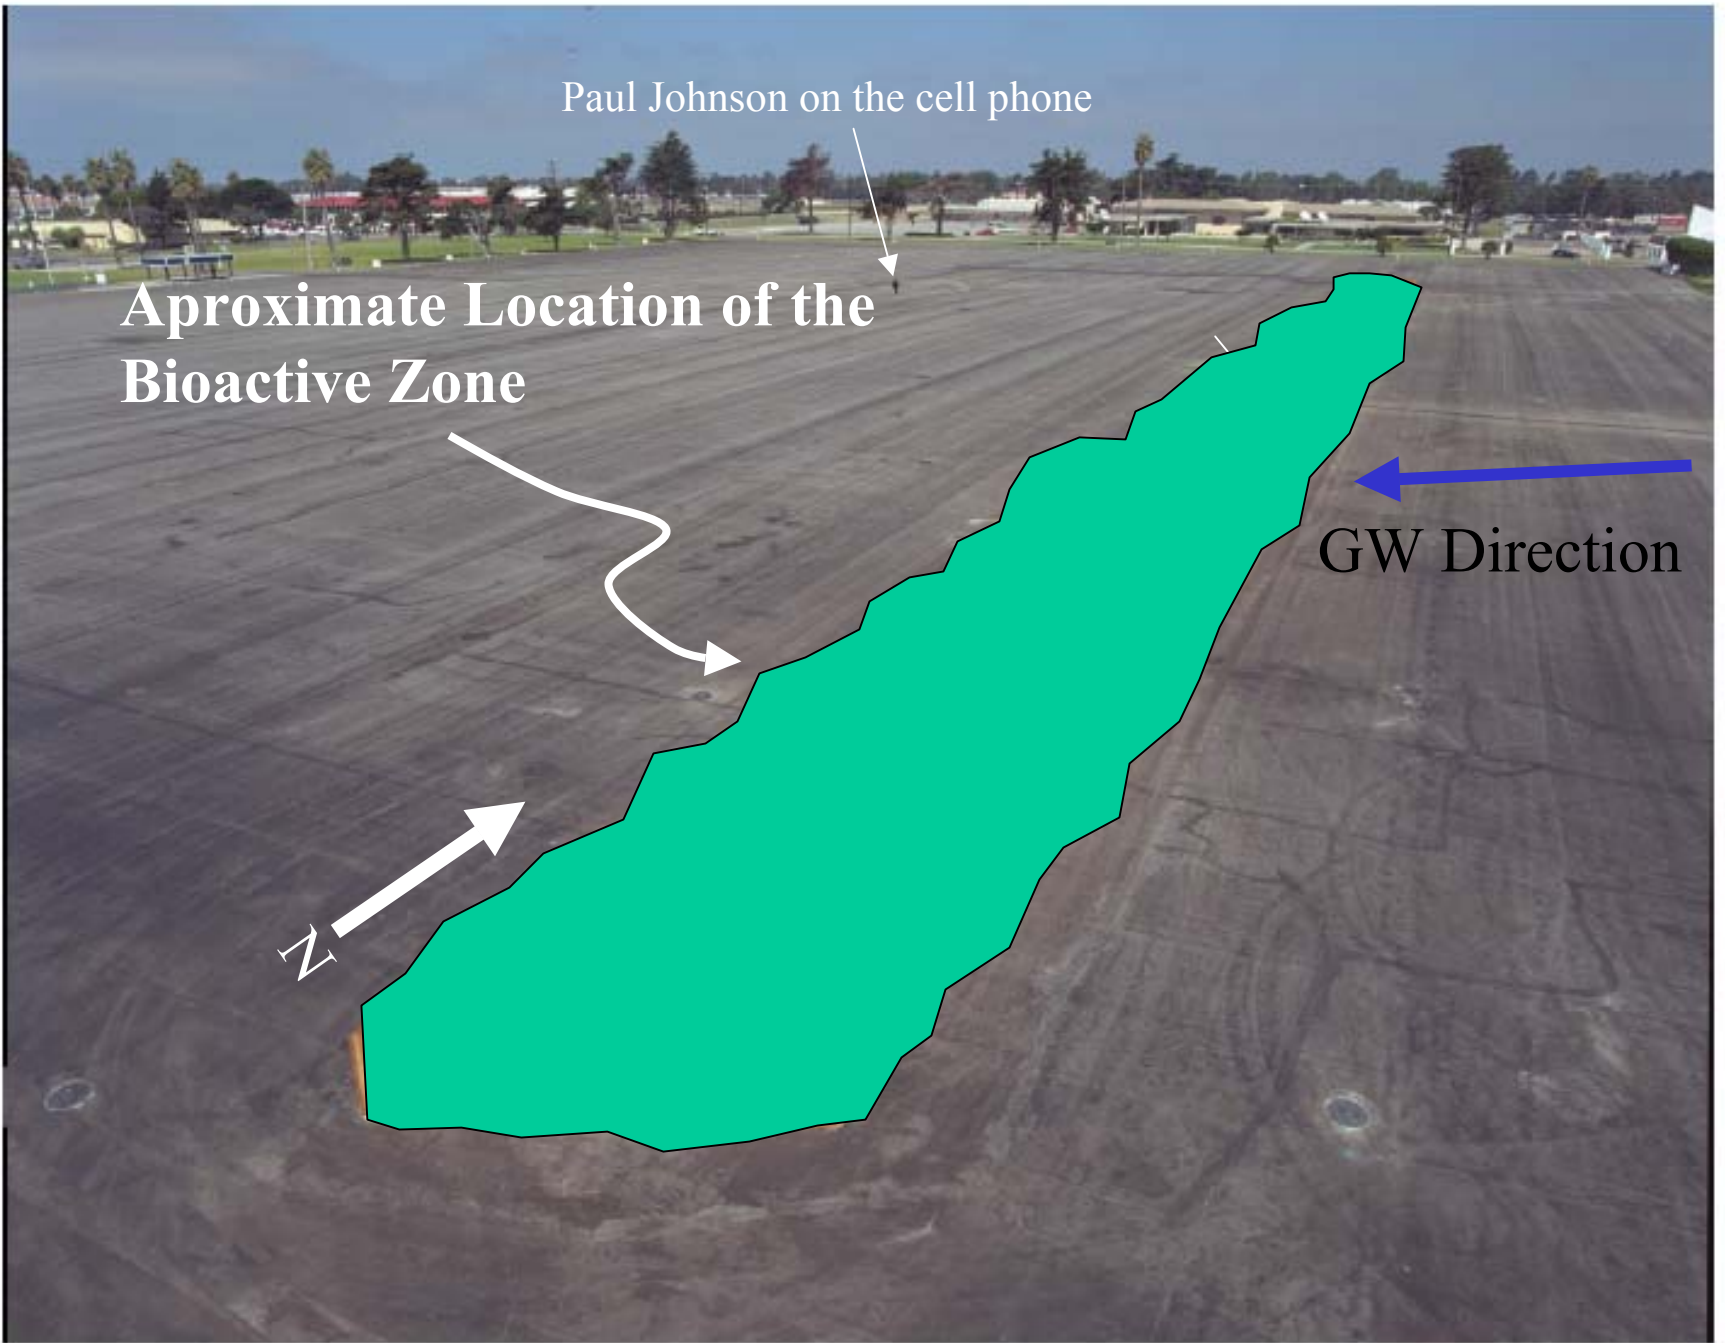 Paul Johnson on the cell phone
Aproximate Location of the
Bioactive Zone
GW Direction
N